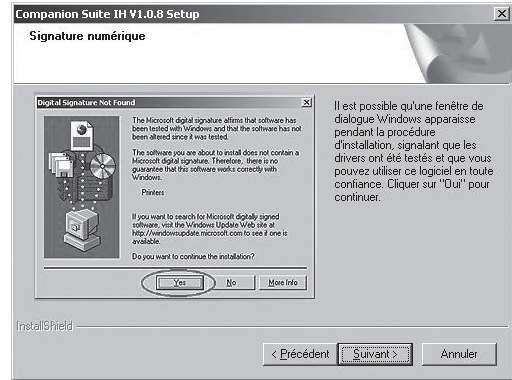 Companion Suite IH V1.0.8 Setup
Signature numérique
Digital Signature Not Found
The Microsoft digital signature affirms that software has
been tested with Windows and that the software has not
been altered since it was tested.
The software you are about to install does not contain a
Microsoft digital signature. Therefore, there is no
guarantee that this software works correctly with
Windows.
Printers
If you want to search for Microsoft digitally signed
software, visit the Windows Update Web site at
http://windowsupdate.microsoft.com to see if one is
available.
Do you want to continue the installation?
Yes
No
More Info
Il est possible qu'une fenêtre de
dialogue Windows apparaisse
pendant la procédure
d'installation, signalant que les
drivers ont été testés et que vous
pouvez utiliser ce logiciel en toute
confiance. Cliquer sur "Oui" pour
continuer.
InstallShield
< Précédent
Suivant >
Annuler